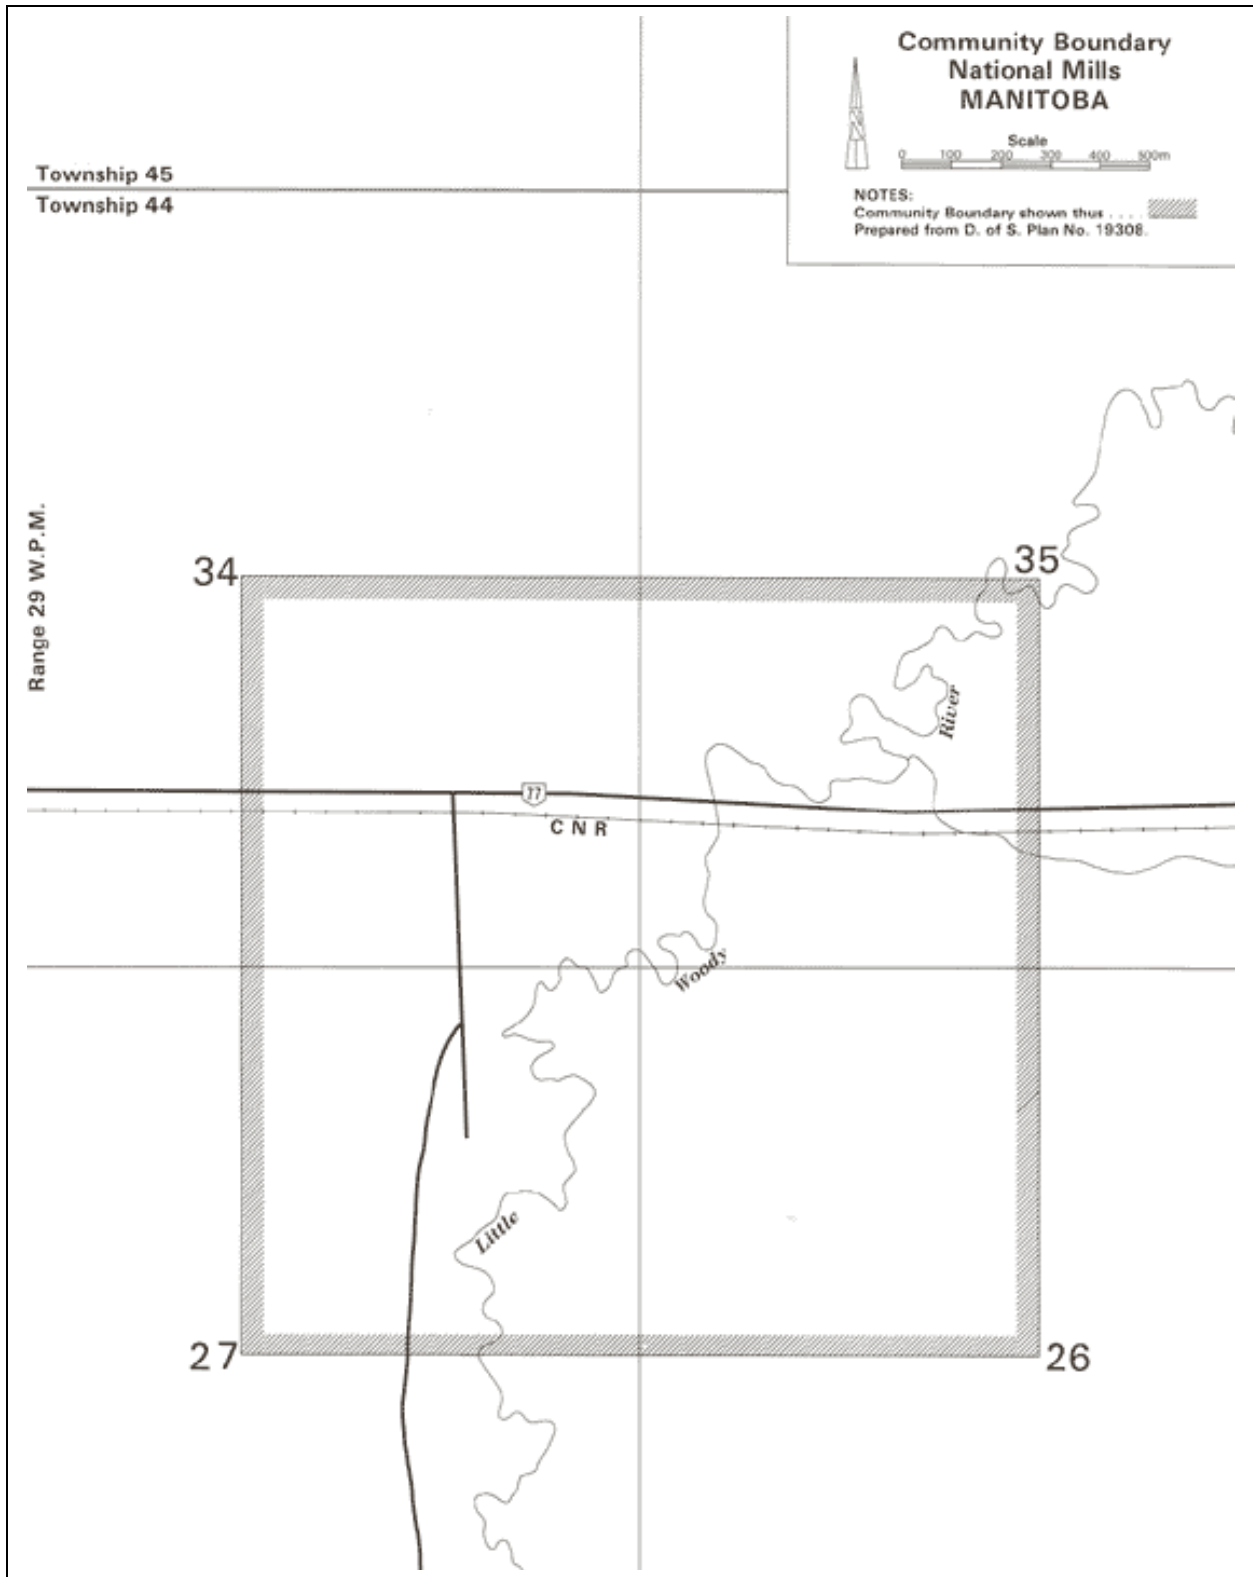 Community Boundary
National Mills
MANITOBA
Scale
0 100 200 300 400 500m
NOTES:
Community Boundary shown thus . . . .
Prepared from D. of S. Plan No. 19308.
Township 45
Township 44
Range 29 W.P.M.
34
35
River
77
C N R
Woody
Little
27
26